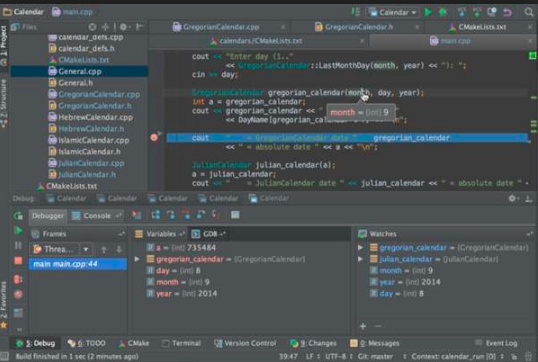 Calendar main.cpp
Calendar
1: Project
Files
GregorianCalendar.cpp GregorianCalendar.h CMakeLists.txt
calendars/CMakeLists.txt main.cpp
calendar_defs.cpp
calendar_defs.h
CMakeLists.txt
General.cpp
General.h
GregorianCalendar.cpp
GregorianCalendar.h
HebrewCalendar.cpp
HebrewCalendar.h
IslamicCalendar.cpp
IslamicCalendar.h
JulianCalendar.cpp
JulianCalendar.h
CMakeLists.txt
Z: Structure
cout << "Enter day (1.."
<< GregorianCalendar::LastMonthDay(month, year) << "): ";
cin >> day;
GregorianCalendar gregorian_calendar(month, day, year);
int a = gregorian_calendar;
cout << gregorian_calendar << "
<< DayName[gregorian_
month = (int) 9
cout "= GregorianCalendar date " gregorian_calendar
<< " = absolute date " << a << "\n";
JulianCalendar julian_calendar(a);
a = julian_calendar;
cout << " = JulianCalendar date " << julian_calendar << " = absolute date "
Debug: Calendar Calendar Calendar Calendar Calendar
Debugger Console
Frames
Threa...
main main.cpp:44
Variables GDB
a = (int) 735484
gregorian_calendar = {GregorianCalendar}
day = (int) 8
month = (int) 9
year = (int) 2014
Watches
gregorian_calendar = {GregorianCalendar}
julian_calendar = {JulianCalendar}
month = (int) 9
year = (int) 2014
day = (int) 8
2: Favorites
5: Debug 6: TODO CMake Terminal Version Control 9: Changes 0: Messages Event Log
Build finished in 1 sec (2 minutes ago) 39:47 LF UTF-8 Git: master Context: calendar_run [D]